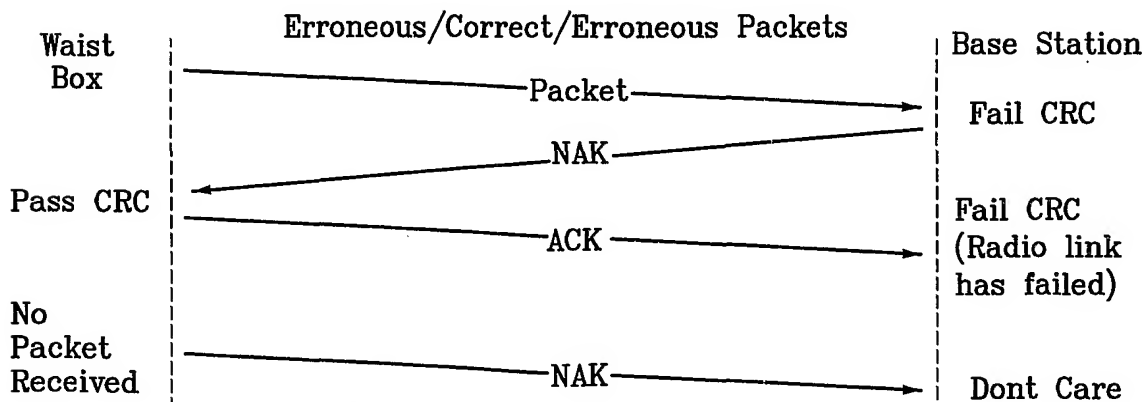 Erroneous/Correct/Erroneous Packets
Waist
Box
Base Station
Packet
Fail CRC
NAK
Pass CRC
ACK
Fail CRC
(Radio link
has failed)
No
Packet
Received
NAK
Dont Care